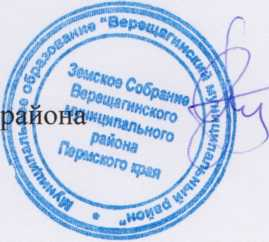 района
Муниципальное образование "Верещагинский муниципальный район" *
Земское Собрание
Верещагинского
муниципального
района
Пермского края